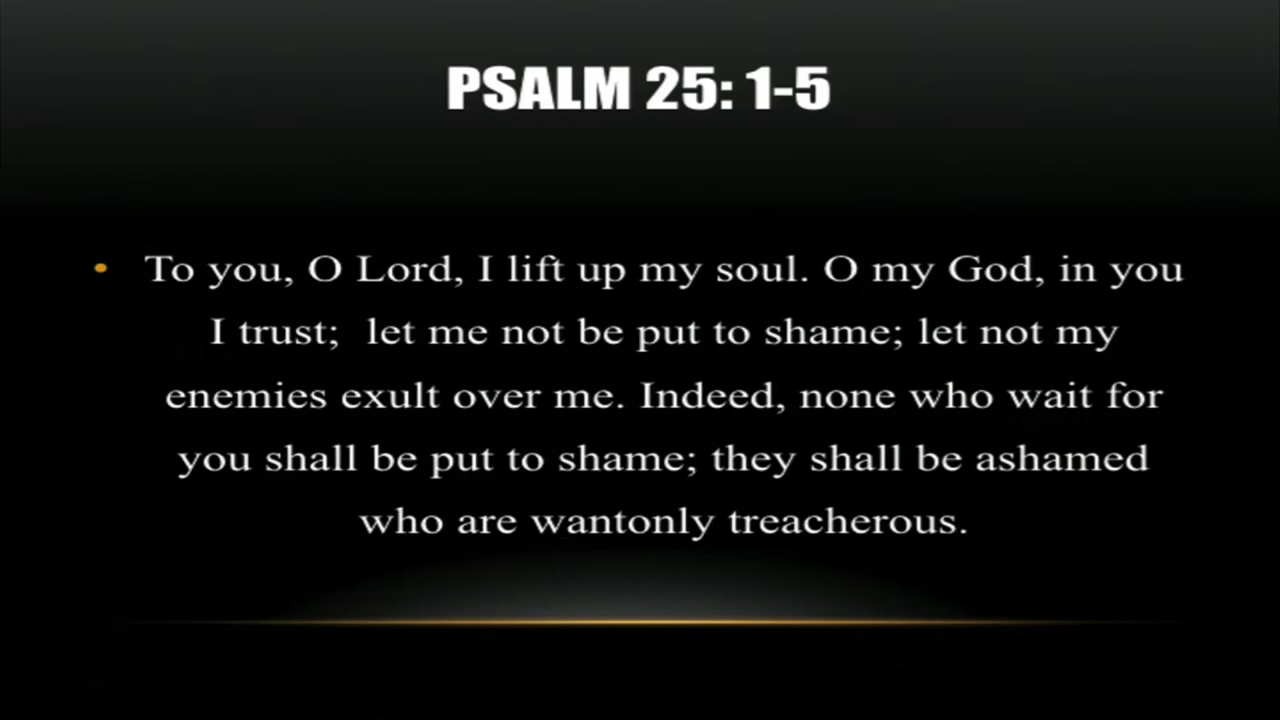 PSALM 25: 1-5
• To you, O Lord, I lift up my soul. O my God, in you
I trust;  let me not be put to shame; let not my
enemies exult over me. Indeed, none who wait for
you shall be put to shame; they shall be ashamed
who are wantonly treacherous.